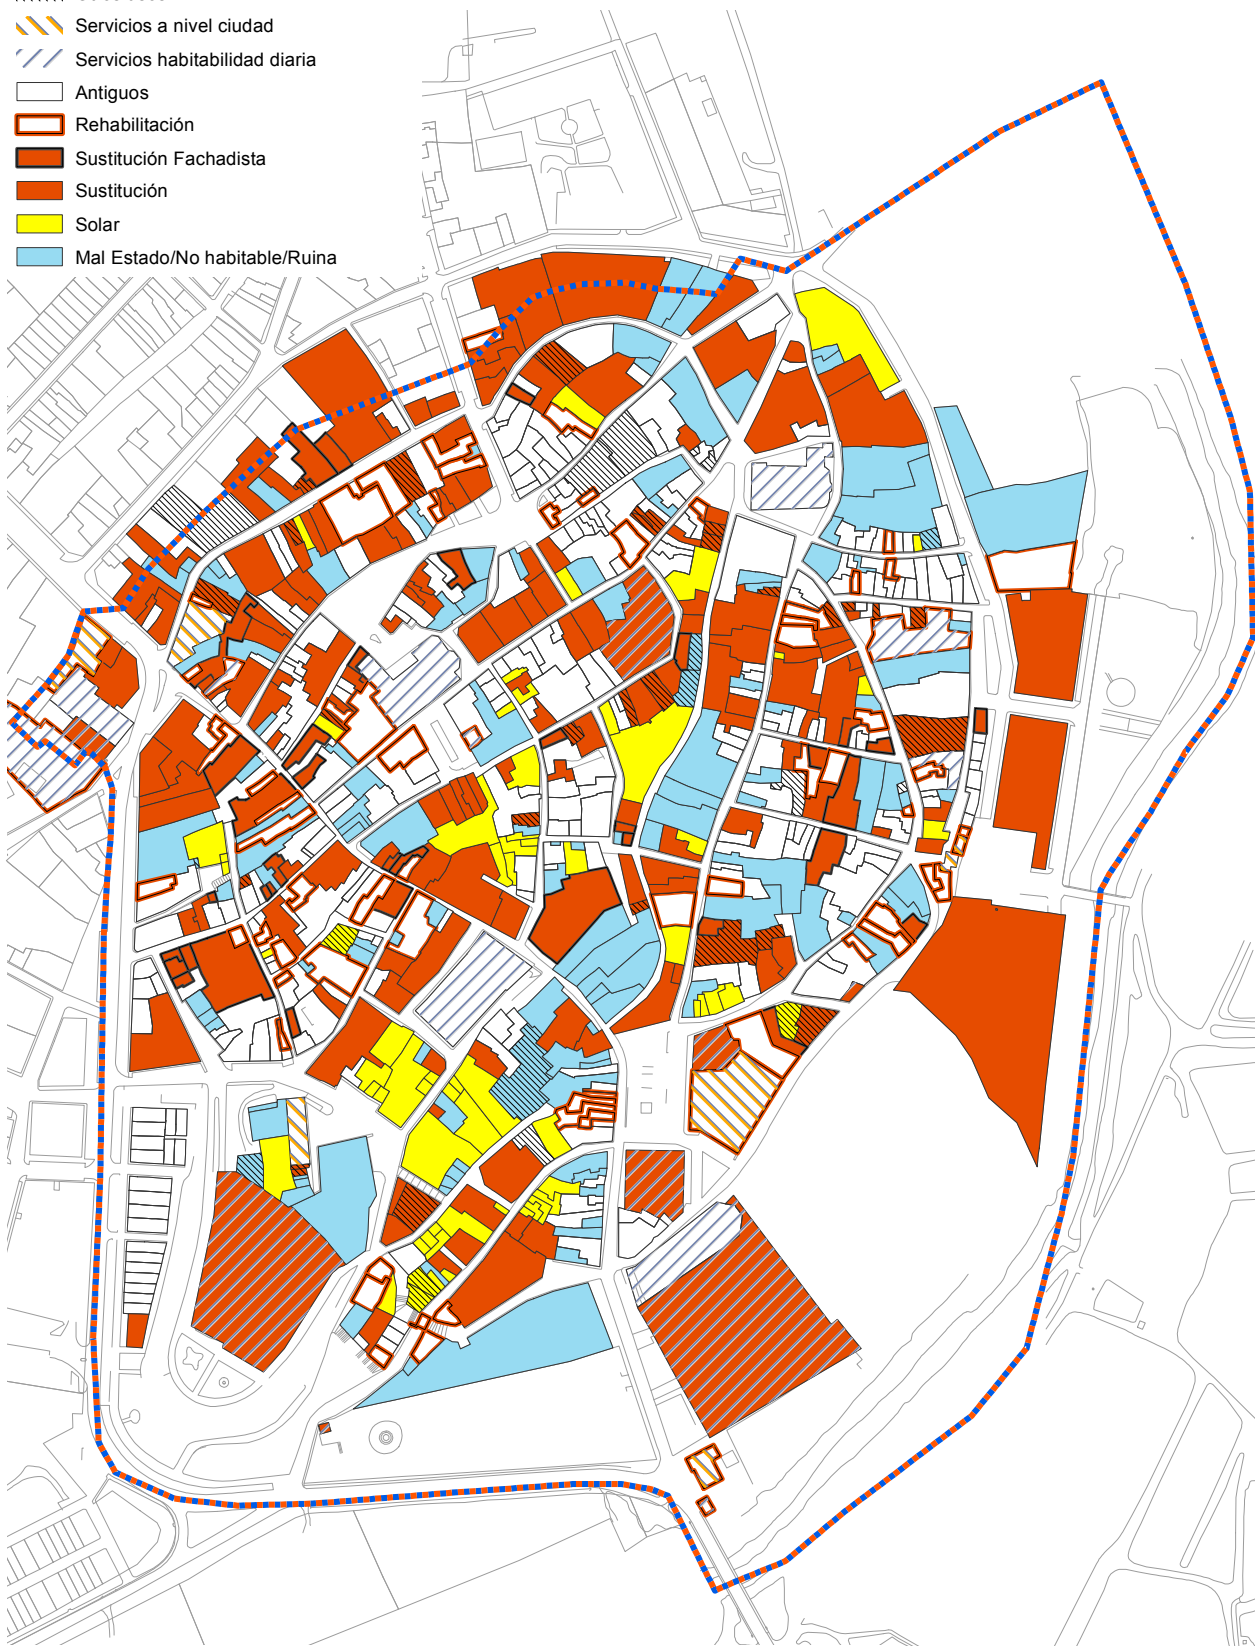 Servicios a nivel ciudad
Servicios habitabilidad diaria
Antiguos
Rehabilitación
Sustitución Fachadista
Sustitución
Solar
Mal Estado/No habitable/Ruina